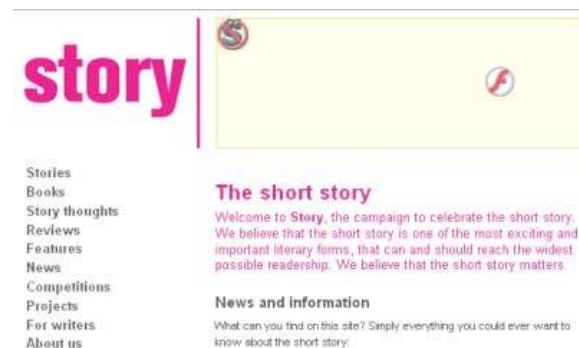 story
Stories
Books
Story thoughts
Reviews
Features
News
Competitions
Projects
For writers
About us
The short story
Welcome to Story, the campaign to celebrate the short story.
We believe that the short story is one of the most exciting and
important literary forms, that can and should reach the widest
possible readership. We believe that the short story matters.
News and information
What can you find on this site? Simply everything you could ever want to
know about the short story: